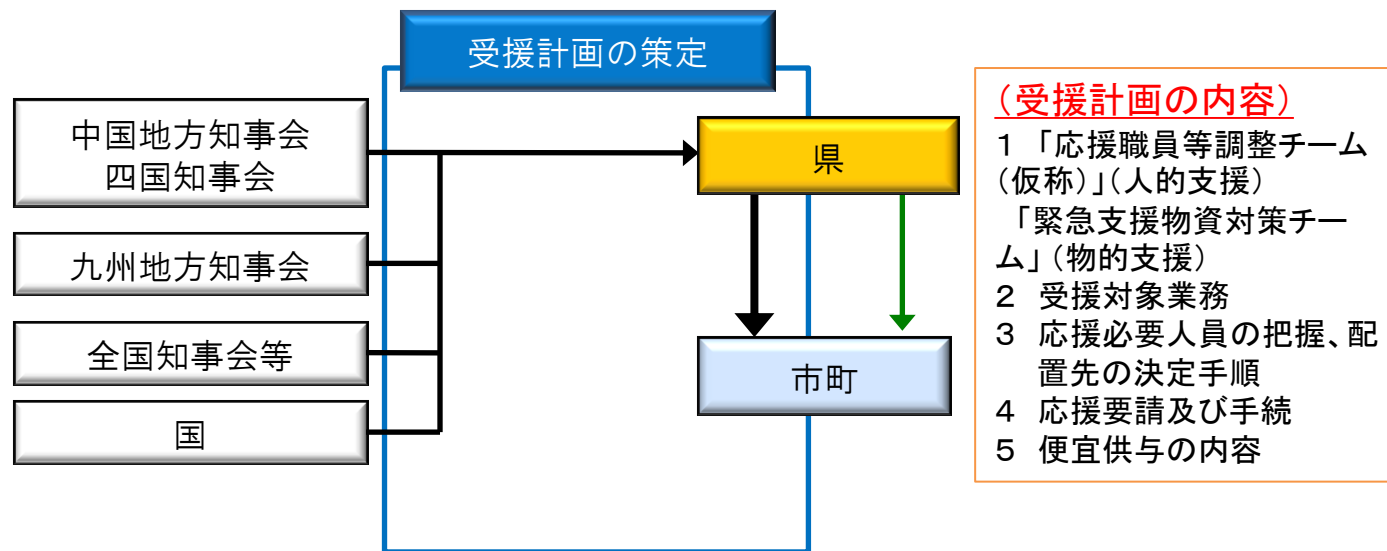 受援計画の策定
中国地方知事会
四国知事会
九州地方知事会
全国知事会等
国
県
市町
（受援計画の内容）
１ 「応援職員等調整チーム
（仮称）」（人的支援）
「緊急支援物資対策チー
ム」（物的支援）
２ 受援対象業務
３ 応援必要人員の把握、配
置先の決定手順
４ 応援要請及び手続
５ 便宜供与の内容